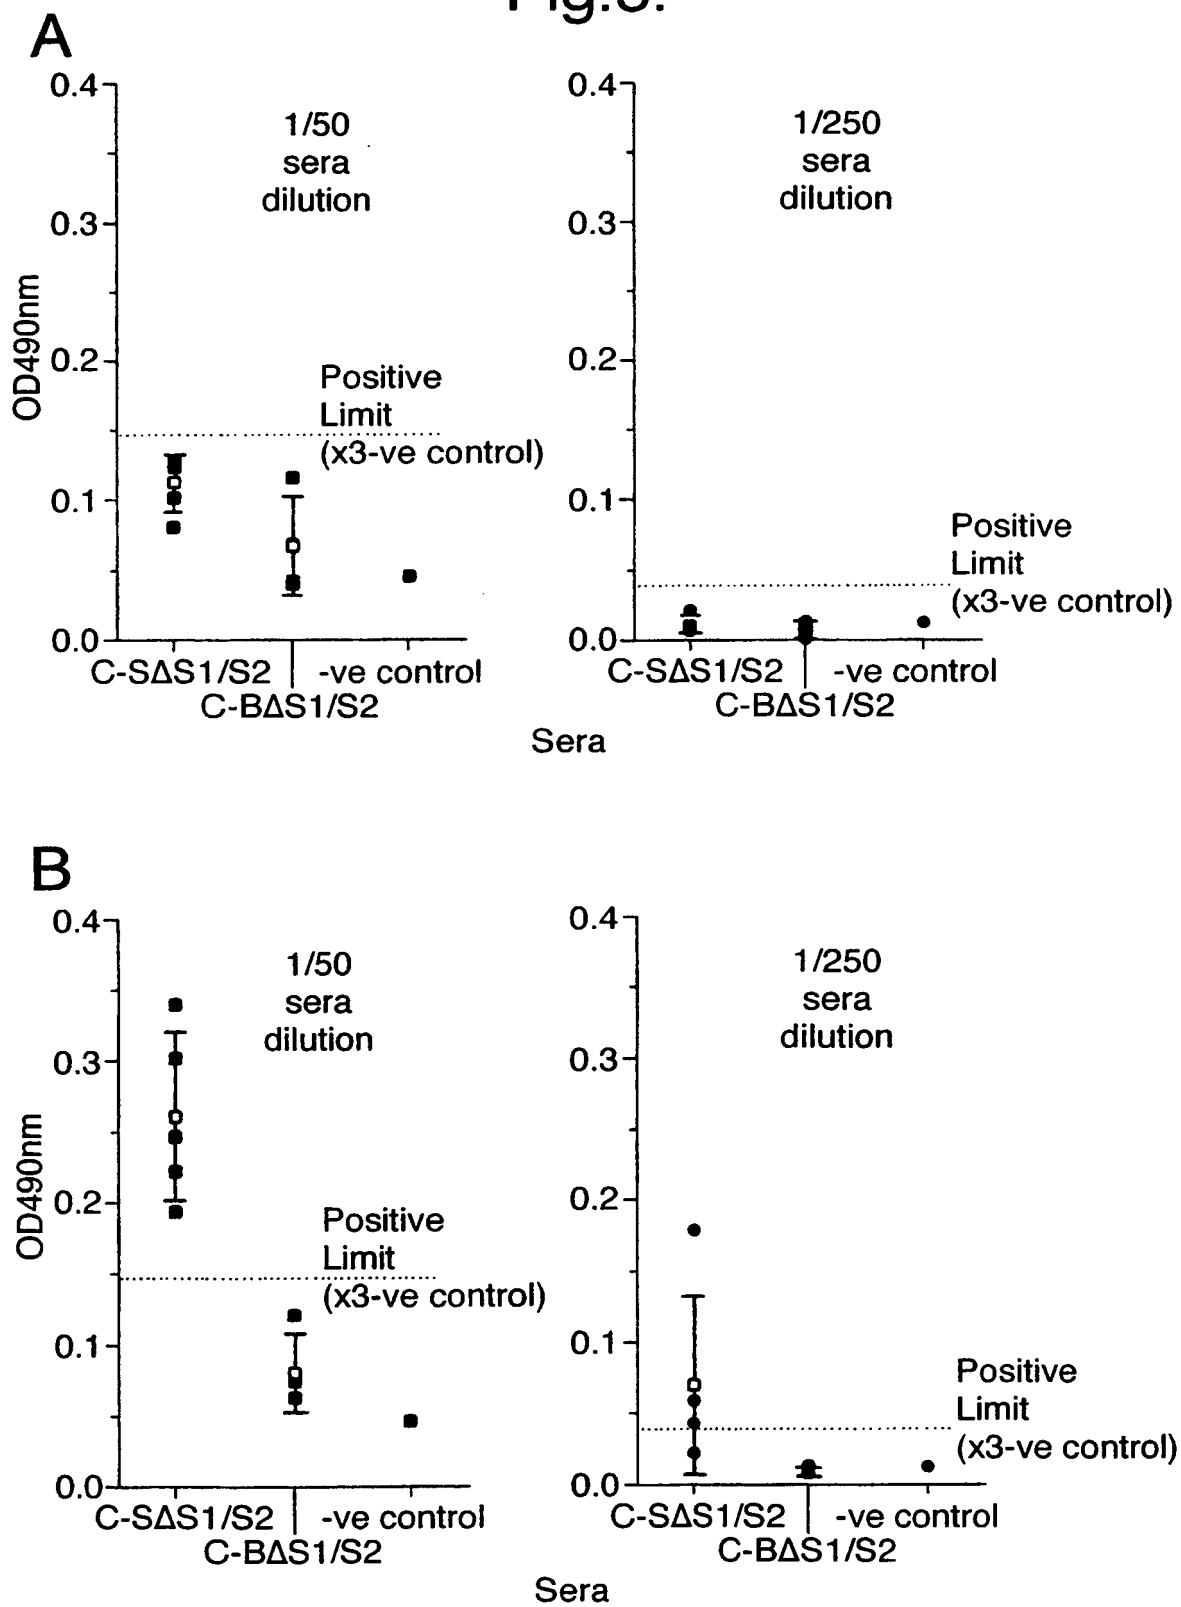 A
0.4
1/50
sera
dilution
0.3
OD490nm
0.2
Positive
Limit
(x3-ve control)
0.1
0.0
C-SΔS1/S2
-ve control
C-BΔS1/S2
0.4
1/250
sera
dilution
0.3
0.2
0.1
Positive
Limit
(x3-ve control)
0.0
C-SΔS1/S2
-ve control
C-BΔS1/S2
Sera
B
0.4
1/50
sera
dilution
0.3
OD490nm
0.2
Positive
Limit
(x3-ve control)
0.1
0.0
C-SΔS1/S2
-ve control
C-BΔS1/S2
0.4
1/250
sera
dilution
0.3
0.2
0.1
Positive
Limit
(x3-ve control)
0.0
C-SΔS1/S2
-ve control
C-BΔS1/S2
Sera